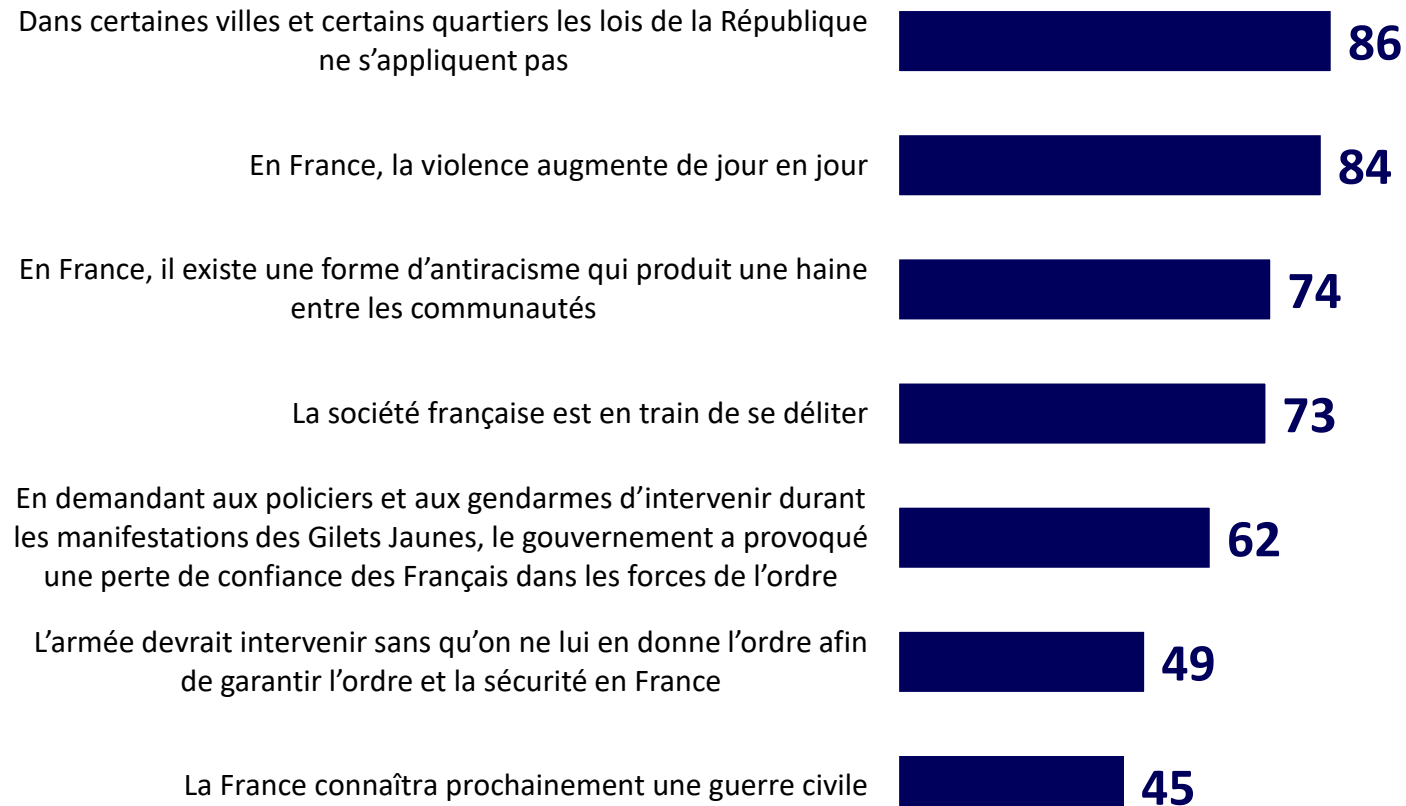 Dans certaines villes et certains quartiers les lois de la République
ne s’appliquent pas
86
En France, la violence augmente de jour en jour
84
En France, il existe une forme d’antiracisme qui produit une haine
entre les communautés
74
La société française est en train de se déliter
73
En demandant aux policiers et aux gendarmes d’intervenir durant
les manifestations des Gilets Jaunes, le gouvernement a provoqué
une perte de confiance des Français dans les forces de l’ordre
62
L’armée devrait intervenir sans qu’on ne lui en donne l’ordre afin
de garantir l’ordre et la sécurité en France
49
La France connaîtra prochainement une guerre civile
45